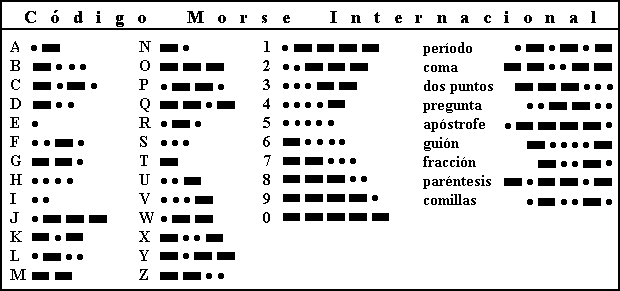 Código Morse Internacional
A N 1 período
B O 2 coma
C P 3 dos puntos
D Q 4 pregunta
E R 5 apóstrofe
F S 6 guión
G T 7 fracción
H U 8 paréntesis
I V 9 comillas
J W 0
K X
L Y
M Z